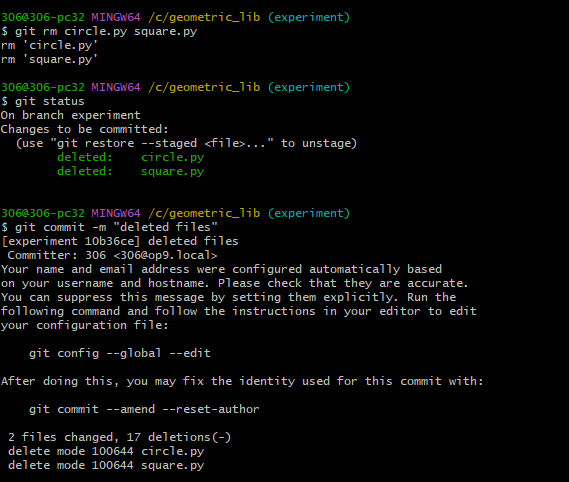 306@306-pc32 MINGW64 /c/geometric_lib (experiment)
$ git rm circle.py square.py
rm 'circle.py'
rm 'square.py'
306@306-pc32 MINGW64 /c/geometric_lib (experiment)
$ git status
On branch experiment
Changes to be committed:
  (use "git restore --staged <file>..." to unstage)
        deleted:    circle.py
        deleted:    square.py
306@306-pc32 MINGW64 /c/geometric_lib (experiment)
$ git commit -m "deleted files"
[experiment 10b36ce] deleted files
 Committer: 306 <306@op9.local>
Your name and email address were configured automatically based
on your username and hostname. Please check that they are accurate.
You can suppress this message by setting them explicitly. Run the
following command and follow the instructions in your editor to edit
your configuration file:
    git config --global --edit
After doing this, you may fix the identity used for this commit with:
    git commit --amend --reset-author
 2 files changed, 17 deletions(-)
 delete mode 100644 circle.py
 delete mode 100644 square.py